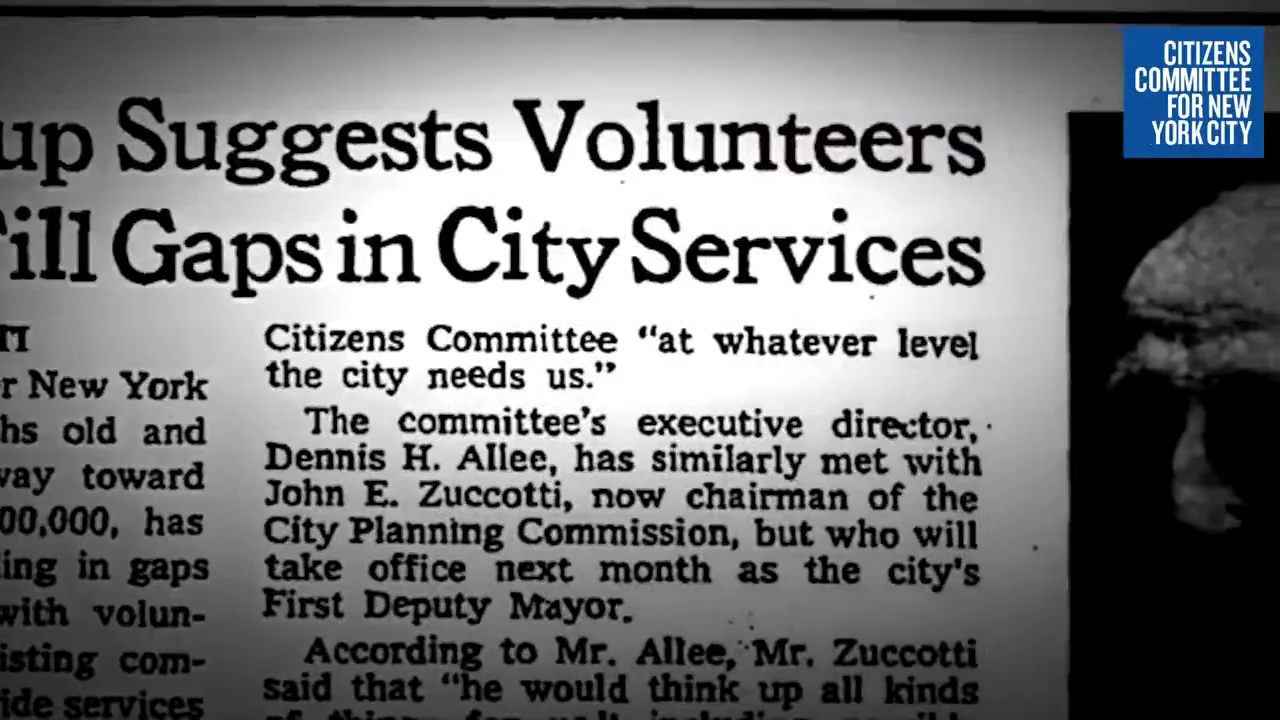 CITIZENS
COMMITTEE
FOR NEW
YORK CITY
up Suggests Volunteers
Fill Gaps in City Services
r New York
hs old and
way toward
00,000, has
ing in gaps
with volun-
isting com-
ide services
Citizens Committee “at whatever level
the city needs us.”
The committee's executive director,
Dennis H. Allee, has similarly met with
John E. Zuccotti, now chairman of the
City Planning Commission, but who will
take office next month as the city's
First Deputy Mayor.
According to Mr. Allee, Mr. Zuccotti
said that “he would think up all kinds